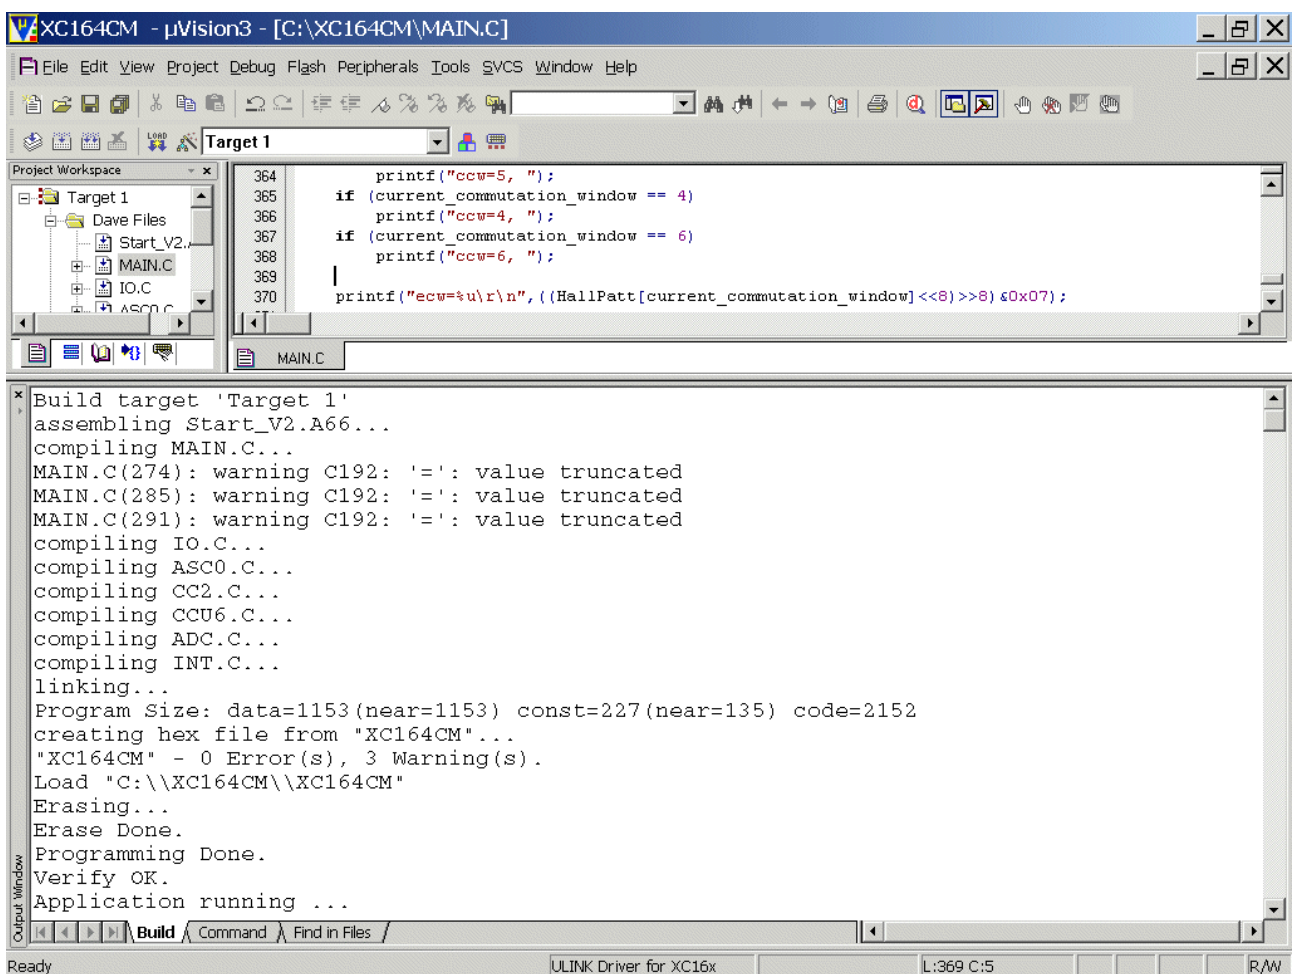 XC164CM - µVision3 - [C:\XC164CM\MAIN.C]
File Edit View Project Debug Flash Peripherals Tools SVCS Window Help
LOAD Target 1
Project Workspace
Target 1
Dave Files
Start_V2.
MAIN.C
IO.C
ASC0.C
364 printf("ccw=5, ");
365 if (current_commutation_window == 4)
366 printf("ccw=4, ");
367 if (current_commutation_window == 6)
368 printf("ccw=6, ");
369
370 printf("ecw=%u\r\n",((HallPatt[current_commutation_window]<<8)>>8)&0x07);
MAIN.C
Build target 'Target 1'
assembling Start_V2.A66...
compiling MAIN.C...
MAIN.C(274): warning C192: '=': value truncated
MAIN.C(285): warning C192: '=': value truncated
MAIN.C(291): warning C192: '=': value truncated
compiling IO.C...
compiling ASC0.C...
compiling CC2.C...
compiling CCU6.C...
compiling ADC.C...
compiling INT.C...
linking...
Program Size: data=1153(near=1153) const=227(near=135) code=2152
creating hex file from "XC164CM"...
"XC164CM" - 0 Error(s), 3 Warning(s).
Load "C:\\XC164CM\\XC164CM"
Erasing...
Erase Done.
Programming Done.
Verify OK.
Application running ...
Output Window
Build Command Find in Files
Ready ULINK Driver for XC16x L:369 C:5 R/W